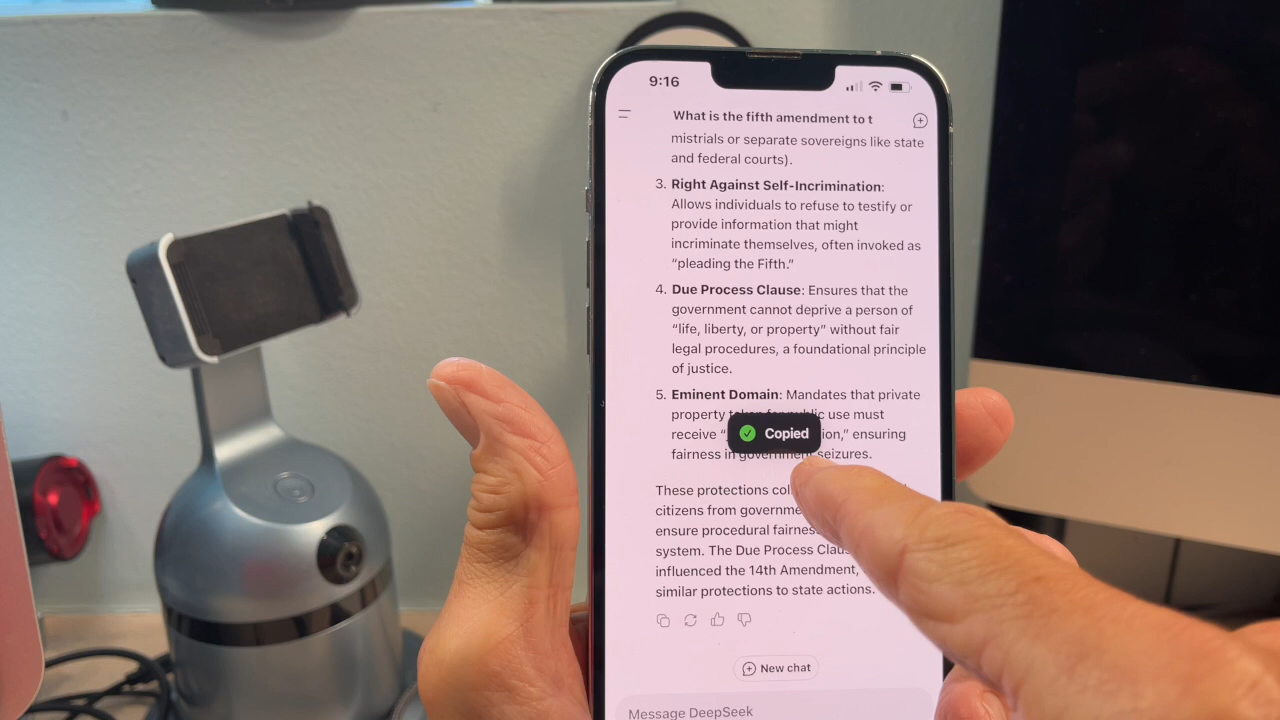 9:16
What is the fifth amendment to t
mistrials or separate sovereigns like state
and federal courts).
3. Right Against Self-Incrimination:
Allows individuals to refuse to testify or
provide information that might
incriminate themselves, often invoked as
“pleading the Fifth.”
4. Due Process Clause: Ensures that the
government cannot deprive a person of
“life, liberty, or property” without fair
legal procedures, a foundational principle
of justice.
5. Eminent Domain: Mandates that private
property taken for public use must
receive “ ion,” ensuring
Copied
fairness in government seizures.
These protections
citizens from
ensure procedural
system. The Due Process
influenced the 14th Amendment,
similar protections to state actions.
New chat
Message DeepSeek